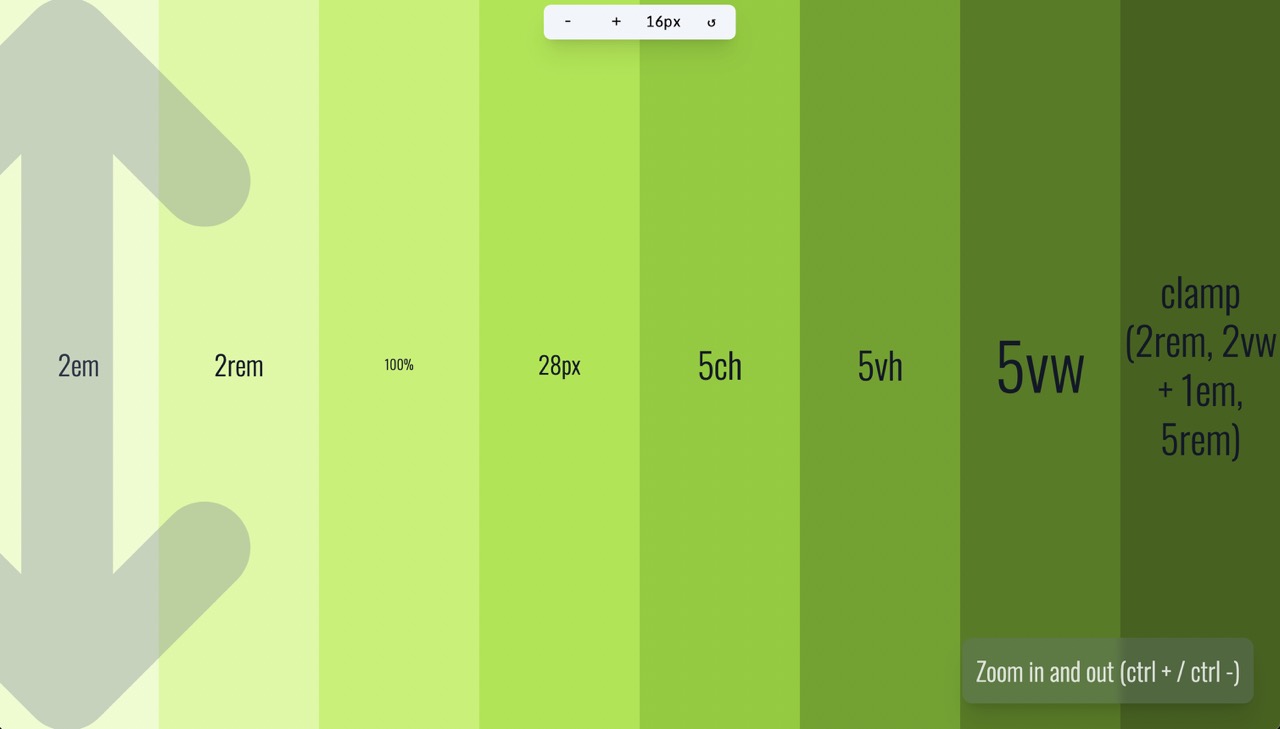 - + 16px ↺
2em
2rem
100%
28px
5ch
5vh
5vw
clamp
(2rem, 2vw
+ 1em,
5rem)
Zoom in and out (ctrl + / ctrl -)